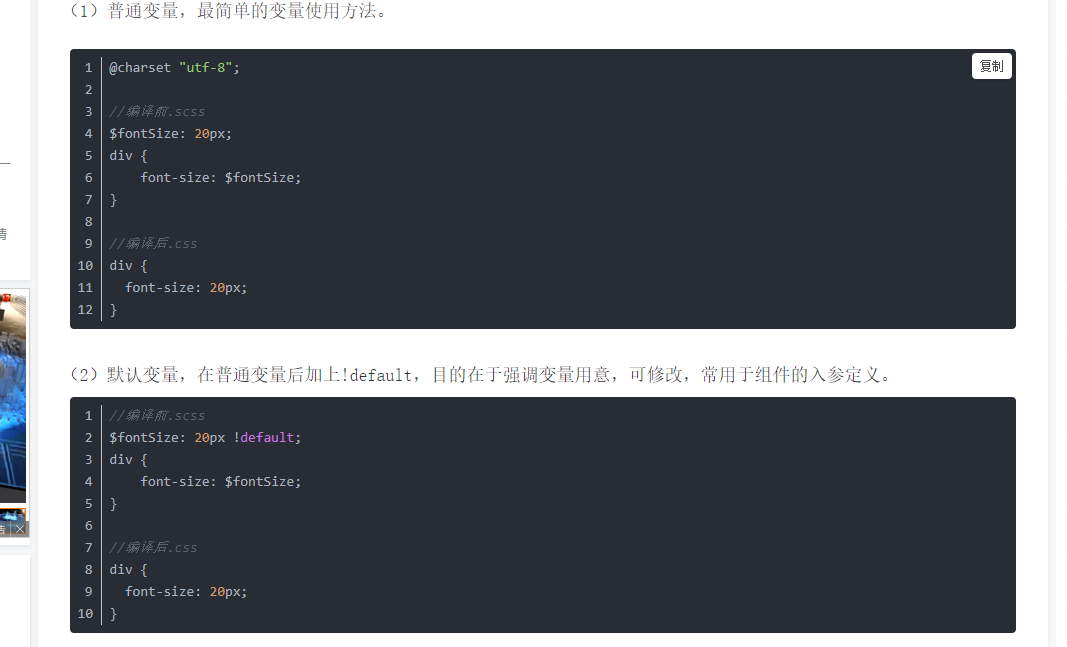 （1）普通变量，最简单的变量使用方法。
复制
1 @charset "utf-8";
2
3 //编译前.scss
4 $fontSize: 20px;
5 div {
6     font-size: $fontSize;
7 }
8
9 //编译后.css
10 div {
11   font-size: 20px;
12 }
情
（2）默认变量，在普通变量后加上!default，目的在于强调变量用意，可修改，常用于组件的入参定义。
1 //编译前.scss
2 $fontSize: 20px !default;
3 div {
4     font-size: $fontSize;
5 }
6
7 //编译后.css
8 div {
9   font-size: 20px;
10 }